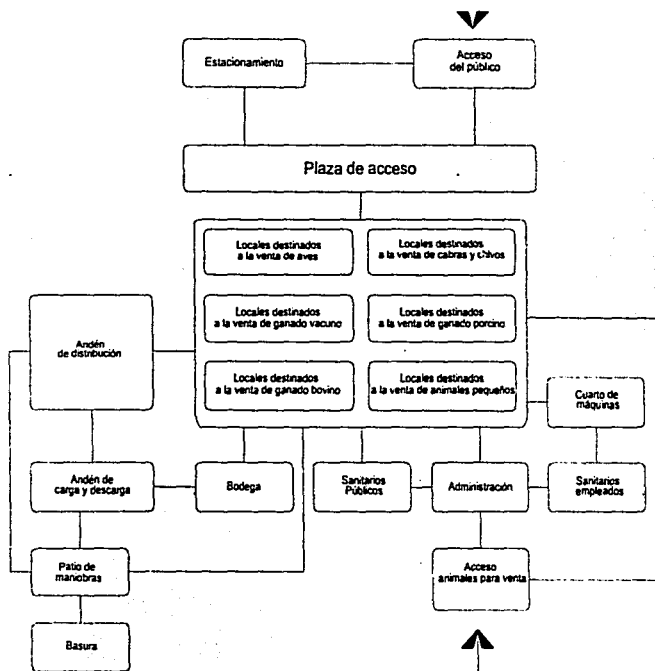 Estacionamiento
Acceso
del público
Plaza de acceso
Locales destinados
a la venta de aves
Locales destinados
a la venta de cabras y chivos
Locales destinados
a la venta de ganado vacuno
Locales destinados
a la venta de ganado porcino
Locales destinados
a la venta de ganado bovino
Locales destinados
a la venta de animales pequeños
Andén
de distribución
Cuarto de
máquinas
Andén de
carga y descarga
Bodega
Sanitarios
Públicos
Administración
Sanitarios
empleados
Patio de
maniobras
Acceso
animales para venta
Basura